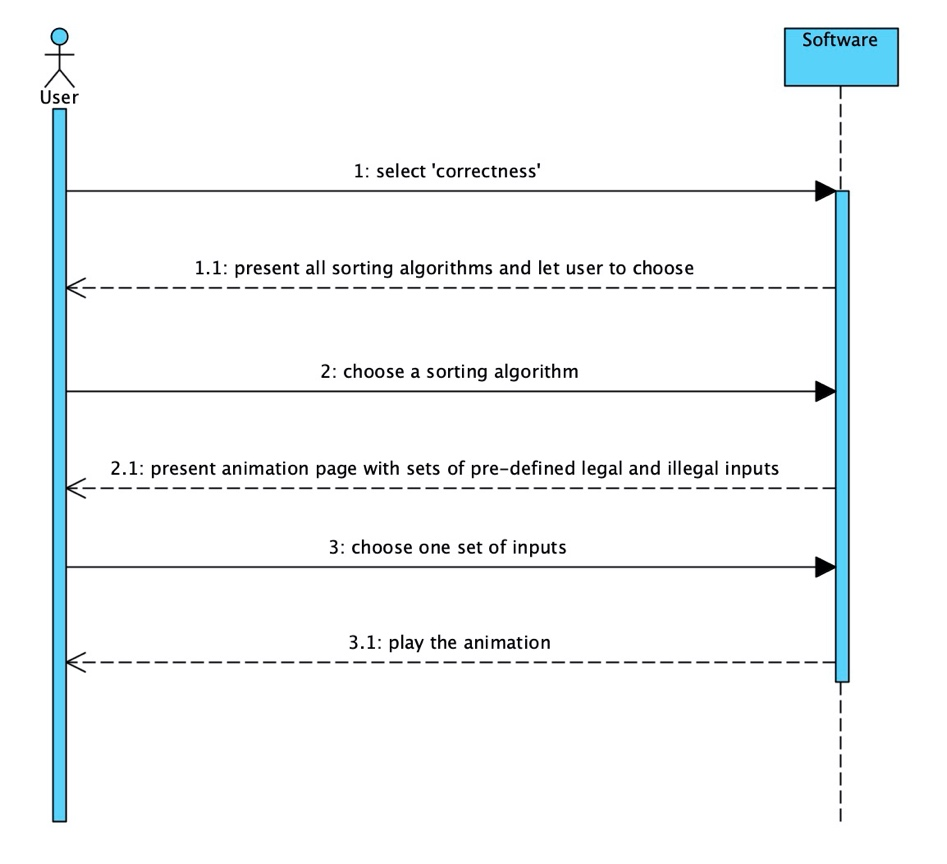 Software
User
1: select 'correctness'
1.1: present all sorting algorithms and let user to choose
2: choose a sorting algorithm
2.1: present animation page with sets of pre-defined legal and illegal inputs
3: choose one set of inputs
3.1: play the animation